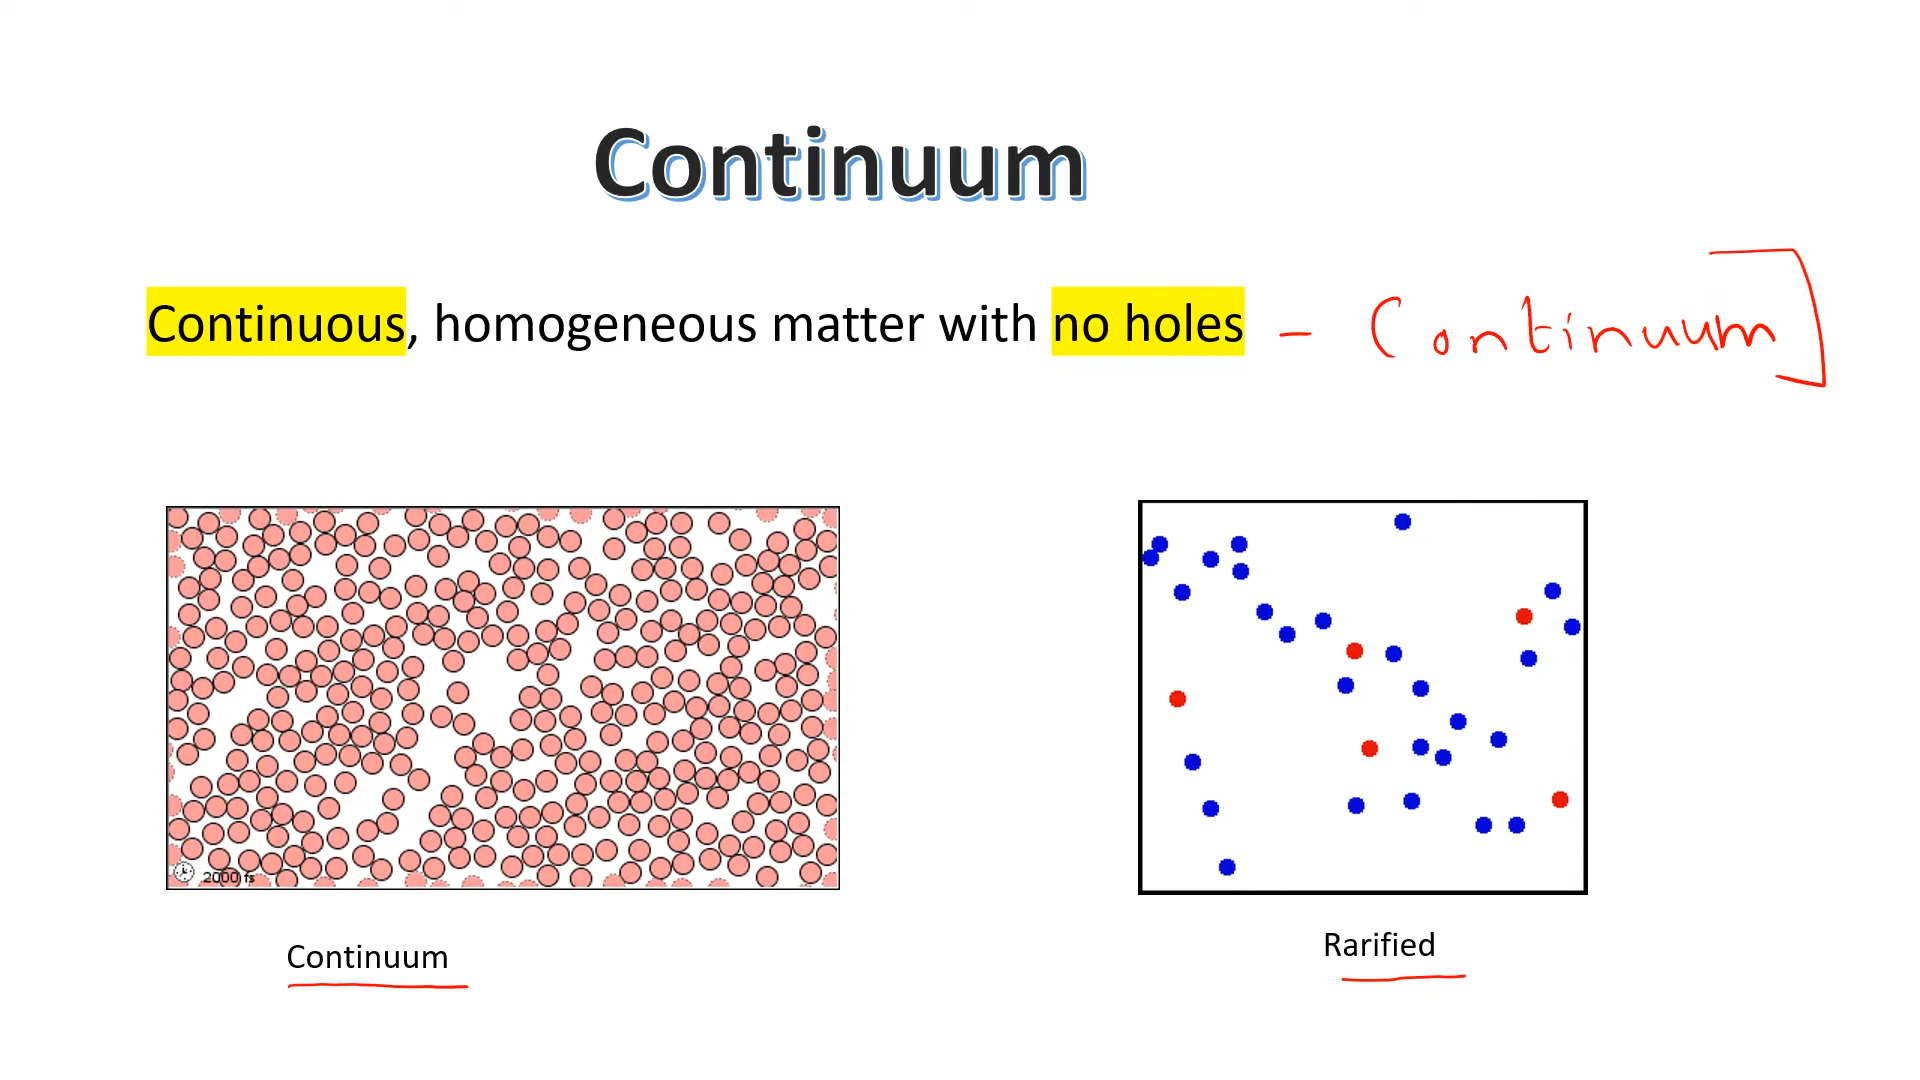 Continuum
Continuous, homogeneous matter with no holes - Continuum
2000 fs
Continuum
Rarified